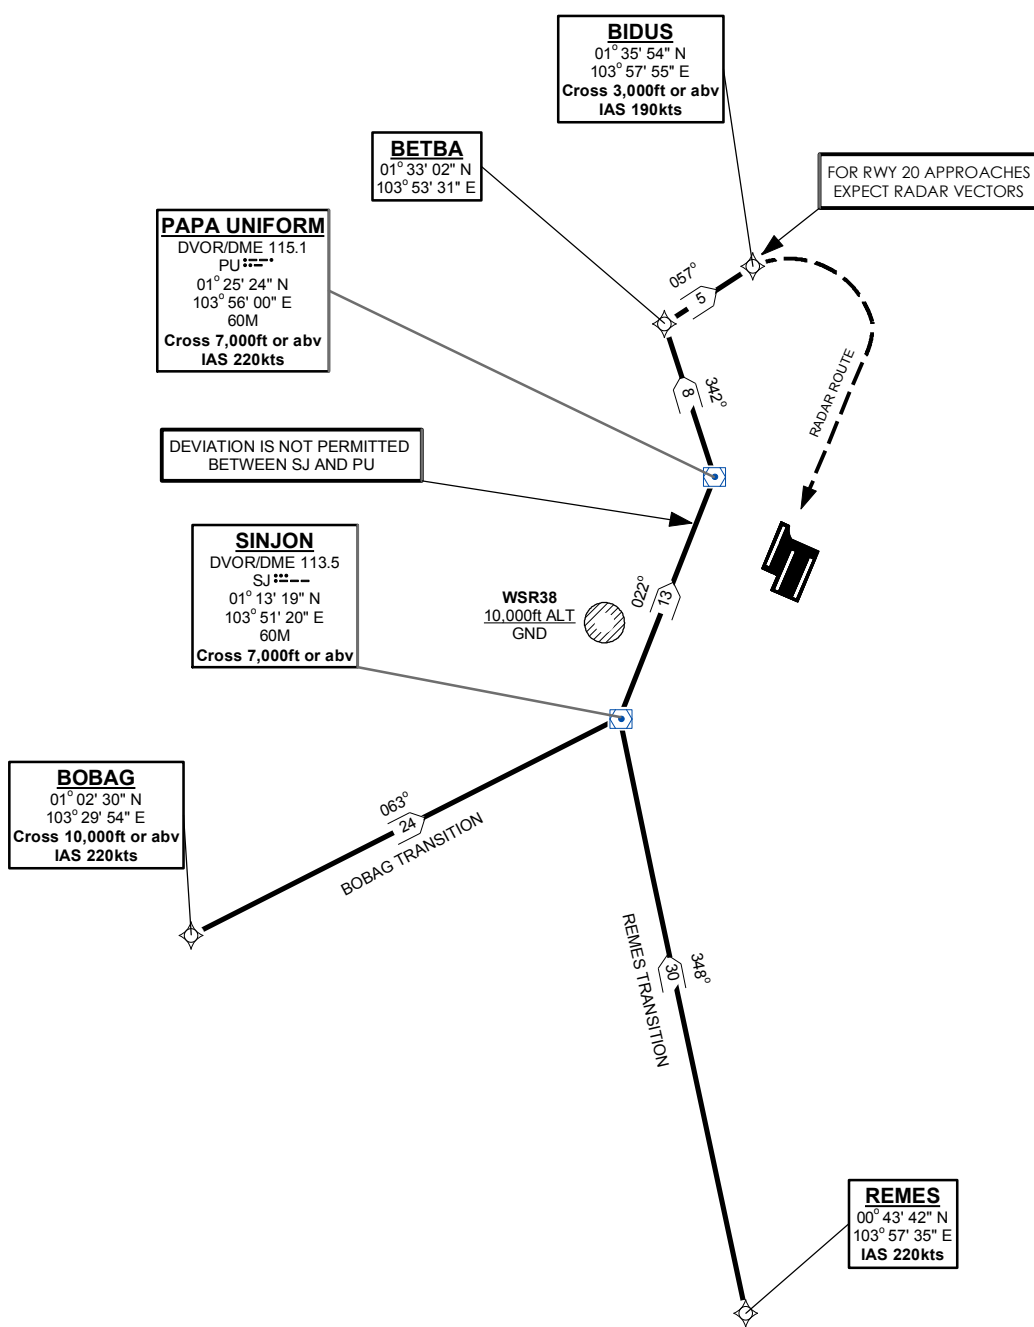 BIDUS
01° 35' 54" N
103° 57' 55" E
Cross 3,000ft or abv
IAS 190kts
BETBA
01° 33' 02" N
103° 53' 31" E
FOR RWY 20 APPROACHES
EXPECT RADAR VECTORS
PAPA UNIFORM
DVOR/DME 115.1
PU
01° 25' 24" N
103° 56' 00" E
60M
Cross 7,000ft or abv
IAS 220kts
057°
5
342°
8
RADAR ROUTE
DEVIATION IS NOT PERMITTED
BETWEEN SJ AND PU
SINJON
DVOR/DME 113.5
SJ
01° 13' 19" N
103° 51' 20" E
60M
Cross 7,000ft or abv
WSR38
10,000ft ALT
GND
022°
13
BOBAG
01° 02' 30" N
103° 29' 54" E
Cross 10,000ft or abv
IAS 220kts
063°
24
BOBAG TRANSITION
REMES TRANSITION
348°
30
REMES
00° 43' 42" N
103° 57' 35" E
IAS 220kts